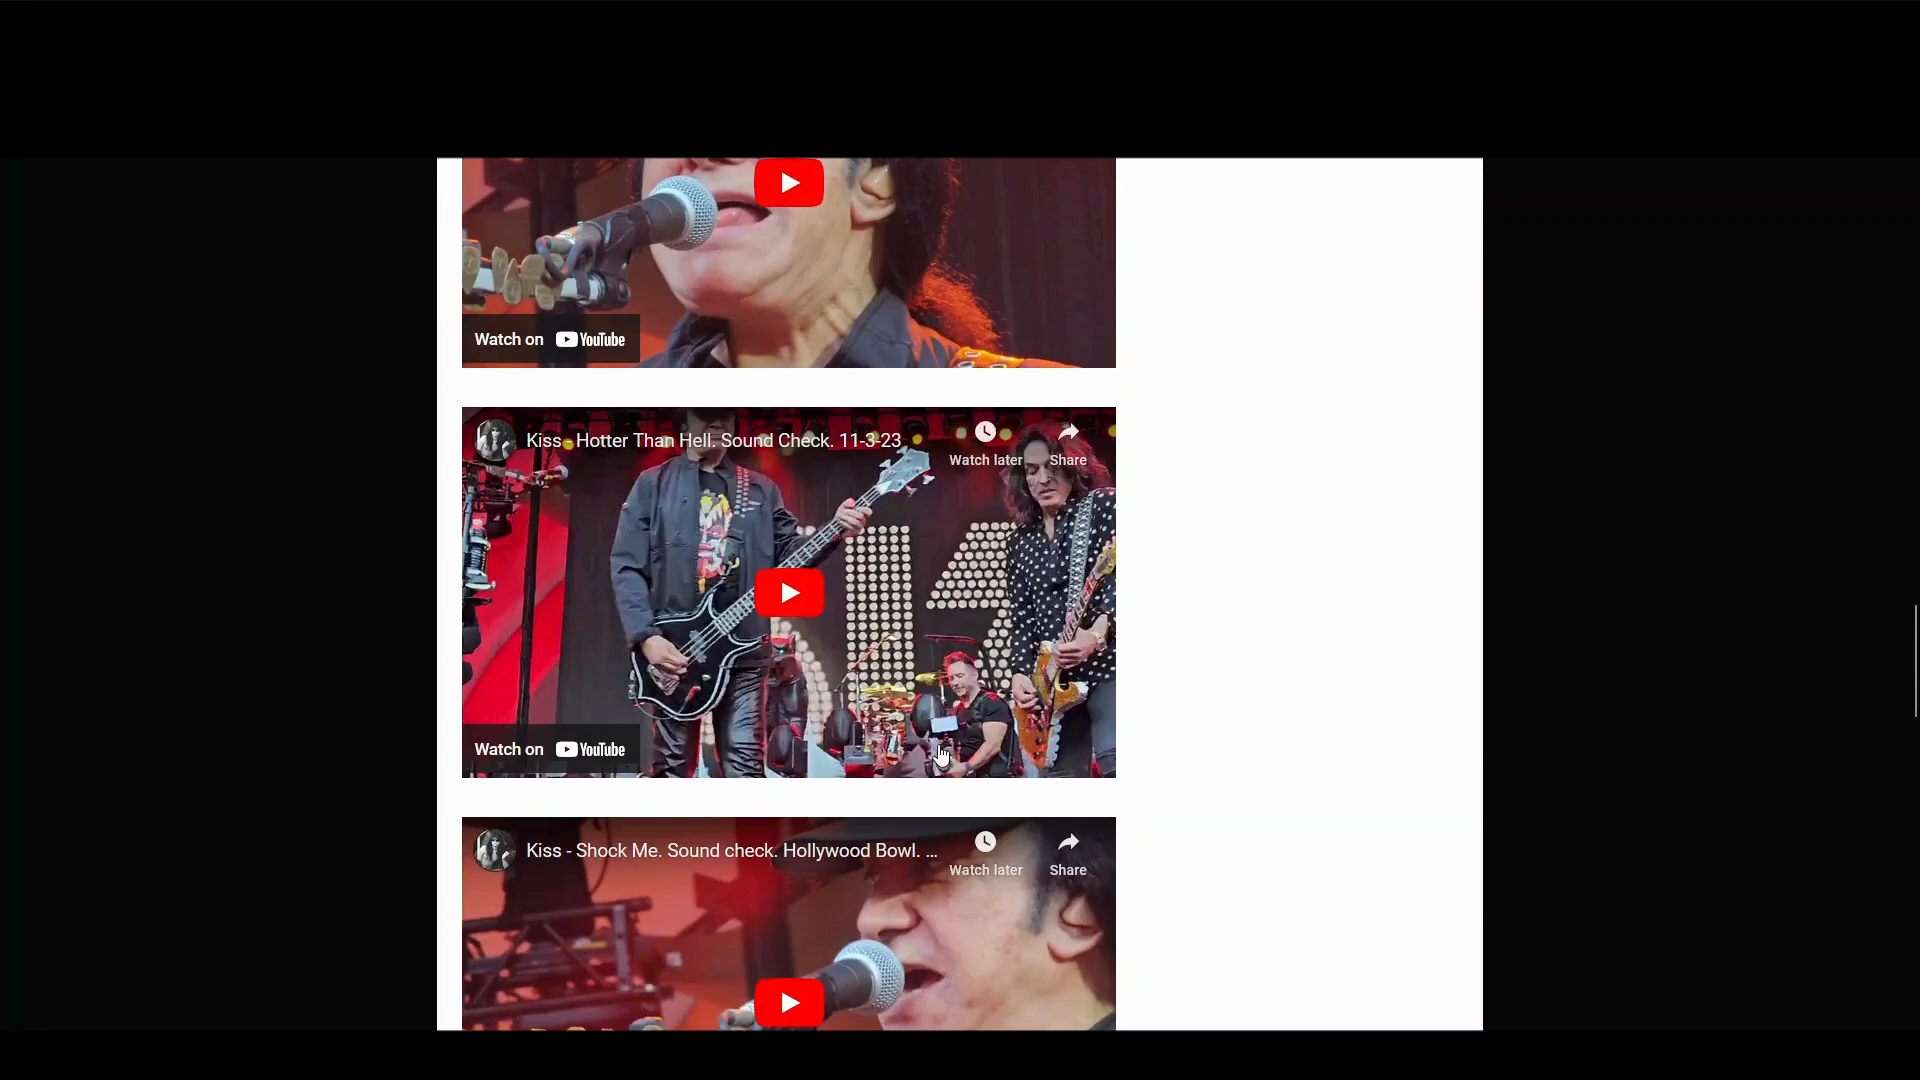 Watch on YouTube
Kiss - Hotter Than Hell. Sound Check. 11-3-23
Watch later
Share
Watch on YouTube
Kiss - Shock Me. Sound check. Hollywood Bowl. ...
Watch later
Share